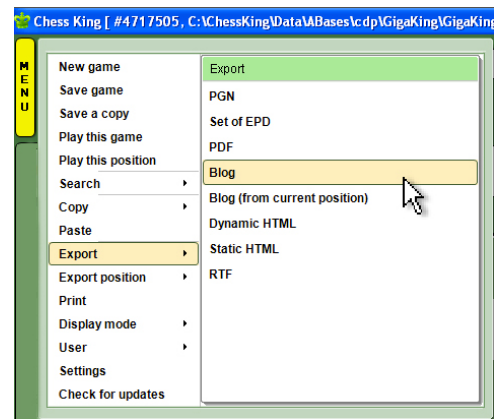 Chess King [ #4717505, C:\ChessKing\Data\ABases\cdp\GigaKing\GigaKing
MENU
New game
Save game
Save a copy
Play this game
Play this position
Search
Copy
Paste
Export
Export position
Print
Display mode
User
Settings
Check for updates
Export
PGN
Set of EPD
PDF
Blog
Blog (from current position)
Dynamic HTML
Static HTML
RTF